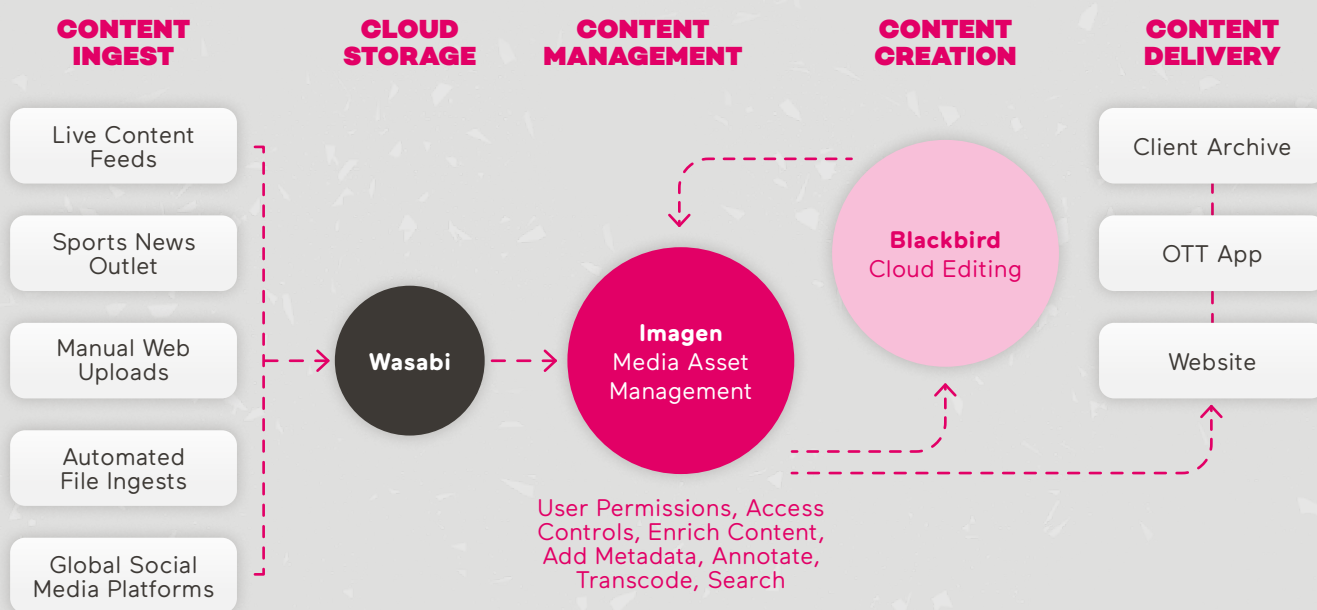 CONTENT
INGEST
CLOUD
STORAGE
CONTENT
MANAGEMENT
CONTENT
CREATION
CONTENT
DELIVERY
Live Content
Feeds
Sports News
Outlet
Manual Web
Uploads
Automated
File Ingests
Global Social
Media Platforms
Wasabi
Imagen
Media Asset
Management
User Permissions, Access
Controls, Enrich Content,
Add Metadata, Annotate,
Transcode, Search
Blackbird
Cloud Editing
Client Archive
OTT App
Website